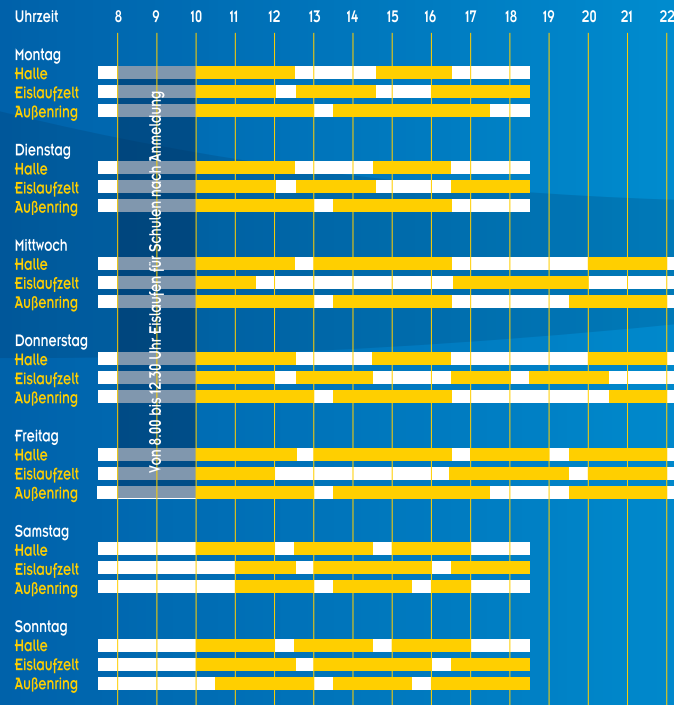 Uhrzeit 8 9 10 11 12 13 14 15 16 17 18 19 20 21 22
Montag
Halle
Eislaufzelt
Außenring
Dienstag
Halle
Eislaufzelt
Außenring
Mittwoch
Halle
Eislaufzelt
Außenring
Donnerstag
Halle
Eislaufzelt
Außenring
Freitag
Halle
Eislaufzelt
Außenring
Samstag
Halle
Eislaufzelt
Außenring
Sonntag
Halle
Eislaufzelt
Außenring
Von 8.00 bis 12.30 Uhr Eislaufen für Schulen nach Anmeldung